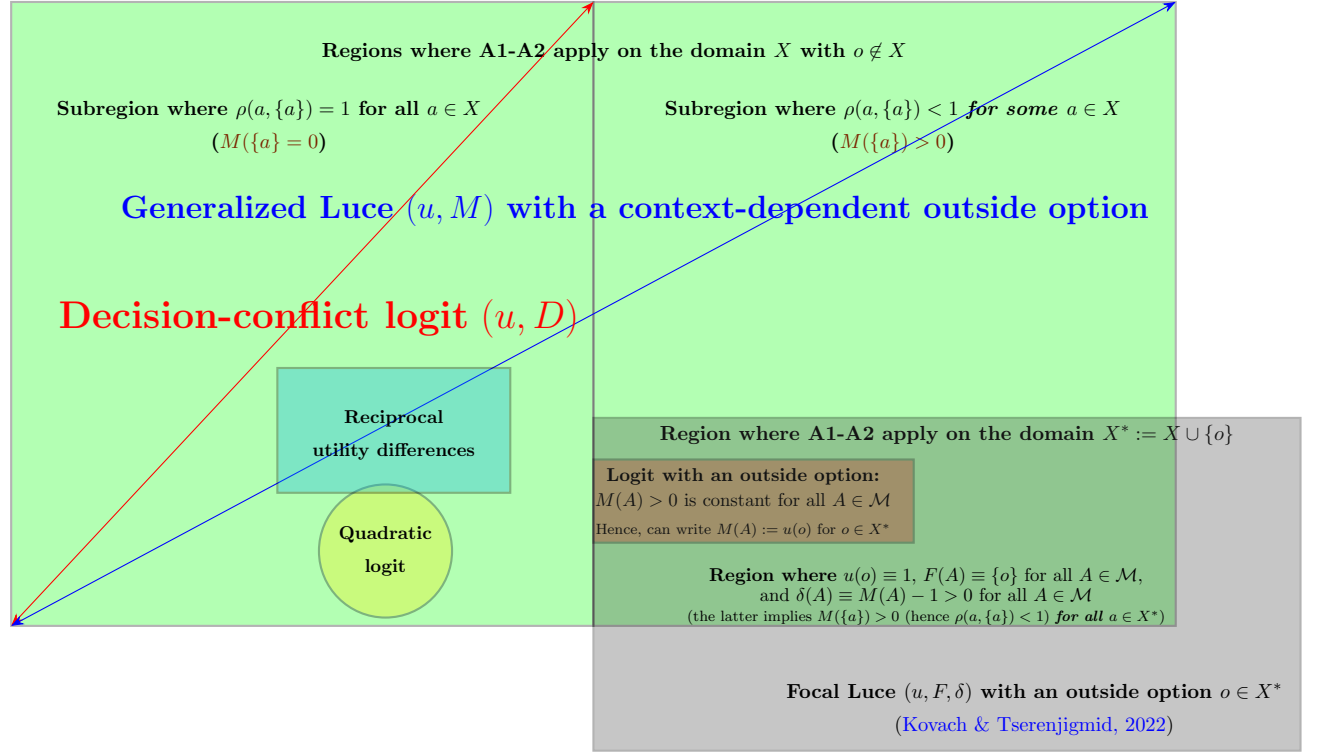 Regions where A1-A2 apply on the domain X with o ∉ X
Subregion where ρ(a, {a}) = 1 for all a ∈ X
(M({a} = 0)
Subregion where ρ(a, {a}) < 1 for some a ∈ X
(M({a}) > 0)
Generalized Luce (u, M) with a context-dependent outside option
Decision-conflict logit (u, D)
Reciprocal
utility differences
Quadratic
logit
Region where A1-A2 apply on the domain X* := X ∪ {o}
Logit with an outside option:
M(A) > 0 is constant for all A ∈ ℳ
Hence, can write M(A) := u(o) for o ∈ X*
Region where u(o) ≡ 1, F(A) ≡ {o} for all A ∈ ℳ,
and δ(A) ≡ M(A) − 1 > 0 for all A ∈ ℳ
(the latter implies M({a}) > 0 (hence ρ(a, {a}) < 1) for all a ∈ X*)
Focal Luce (u, F, δ) with an outside option o ∈ X*
(Kovach & Tserenjigmid, 2022)